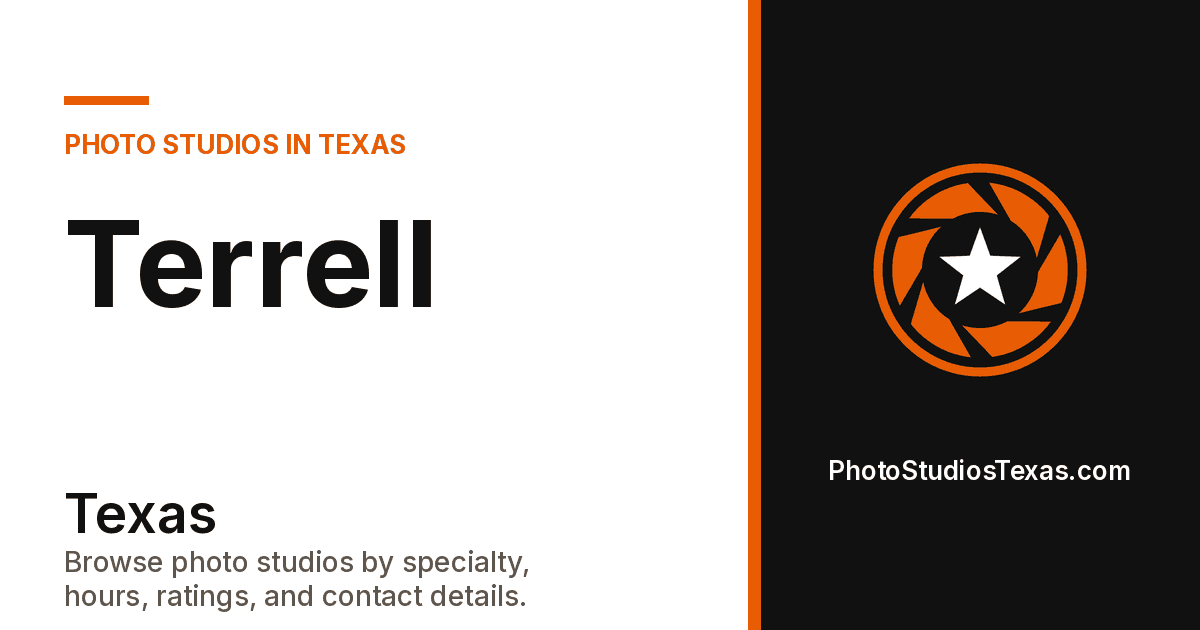 PHOTO STUDIOS IN TEXAS
Terrell
Texas
Browse photo studios by specialty,
hours, ratings, and contact details.
PhotoStudiosTexas.com